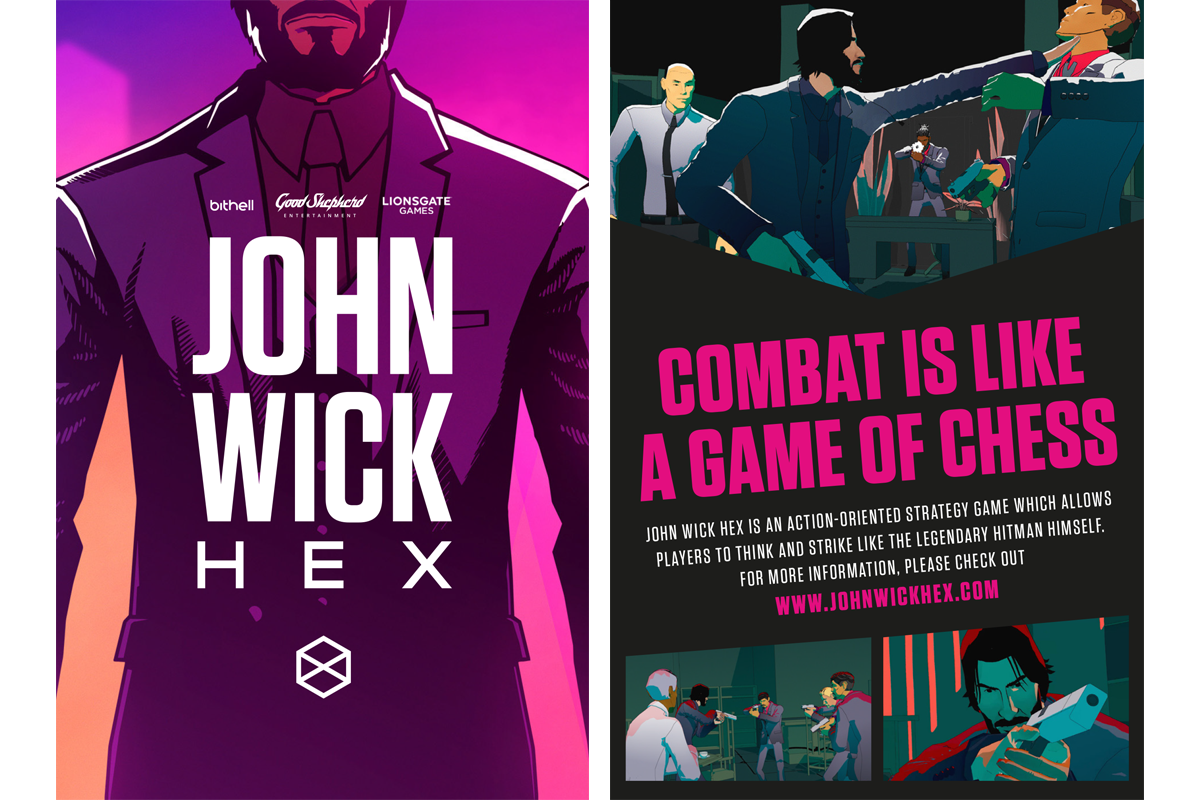 bithell
Good Shepherd
ENTERTAINMENT
LIONSGATE
GAMES
JOHN
WICK
HEX
COMBAT IS LIKE
A GAME OF CHESS
JOHN WICK HEX IS AN ACTION-ORIENTED STRATEGY GAME WHICH ALLOWS
PLAYERS TO THINK AND STRIKE LIKE THE LEGENDARY HITMAN HIMSELF.
FOR MORE INFORMATION, PLEASE CHECK OUT
WWW.JOHNWICKHEX.COM